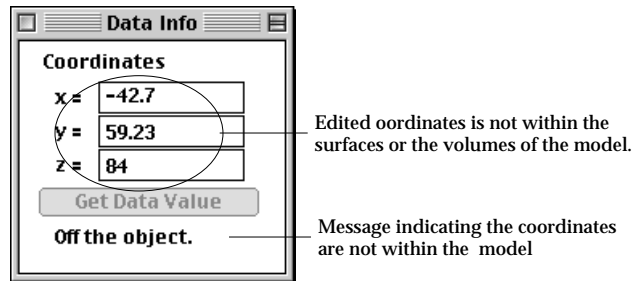 Data Info
Coordinates
x = -42.7
y = 59.23
z = 84
Get Data Value
Off the object.
Edited oordinates is not within the
surfaces or the volumes of the model.
Message indicating the coordinates
are not within the model